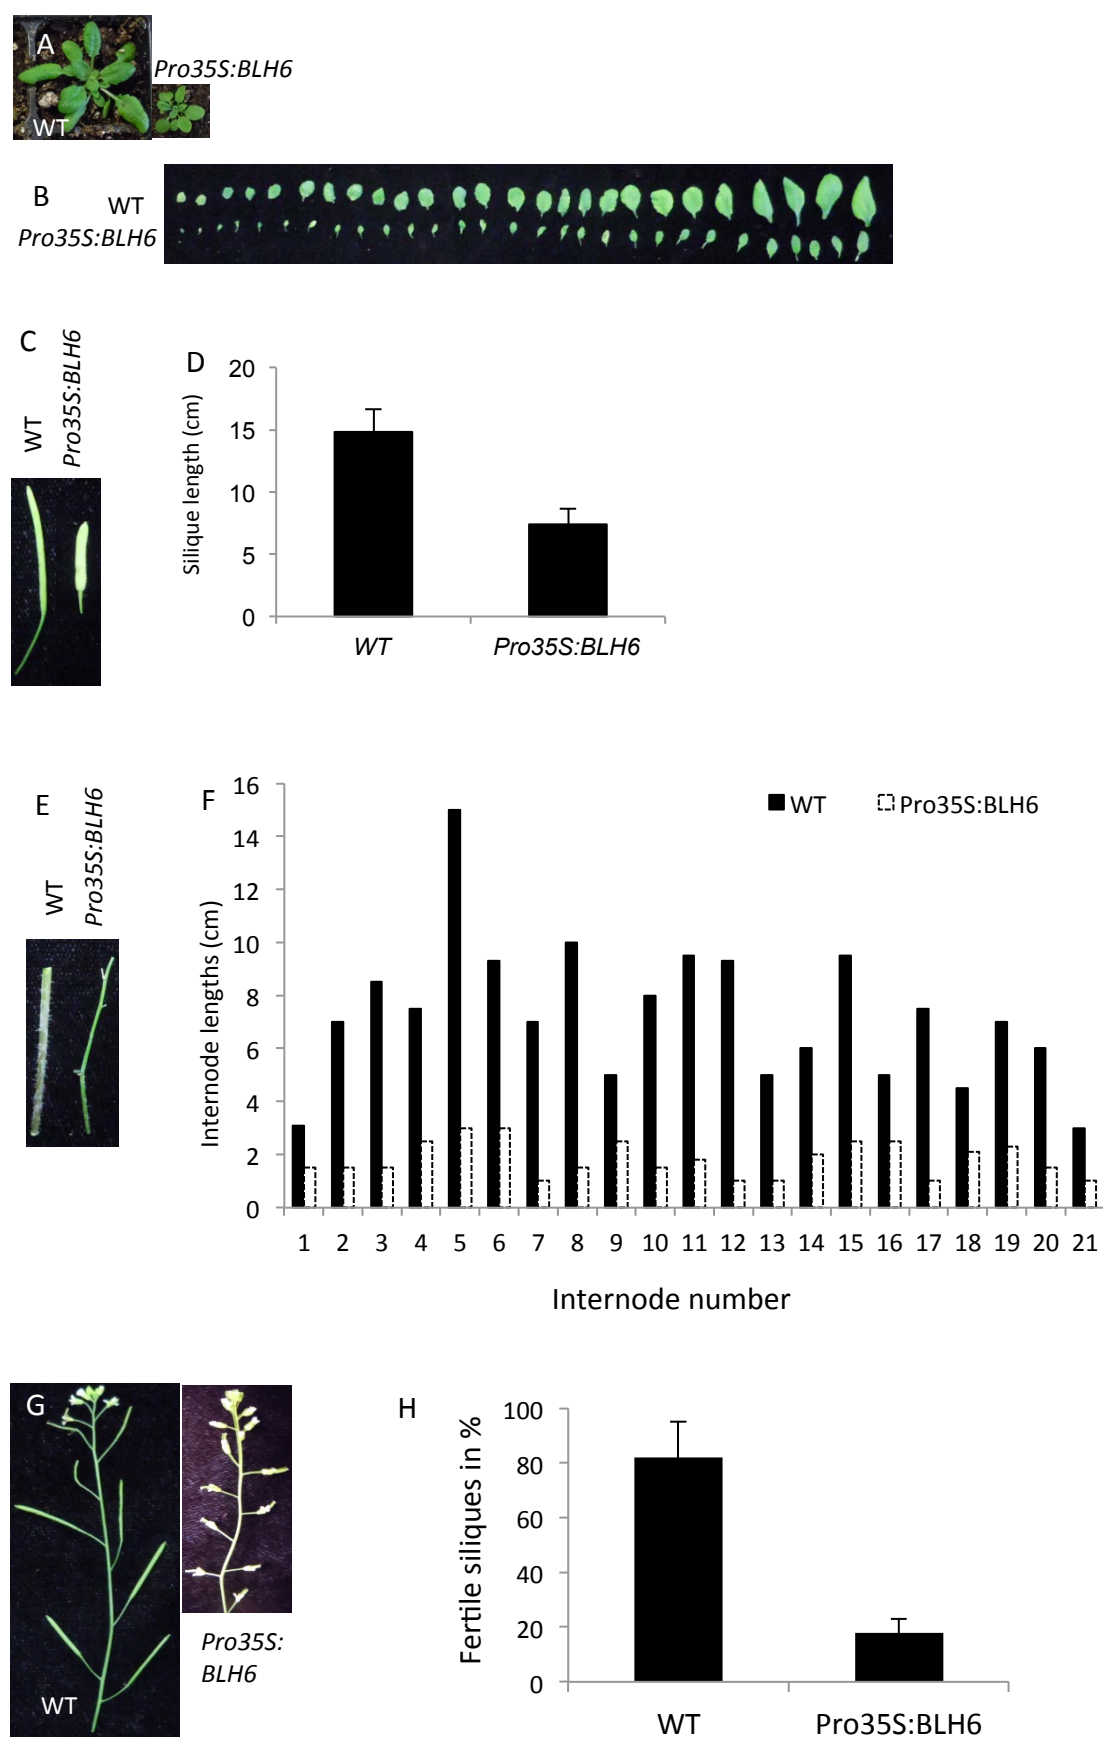 A
Pro35S:BLH6
WT
B
WT
Pro35S:BLH6
C
WT
Pro35S:BLH6
D
Silique length (cm)
20
15
10
5
0
WT
Pro35S:BLH6
E
WT
Pro35S:BLH6
F
Internode lengths (cm)
16
14
12
10
8
6
4
2
0
WT
Pro35S:BLH6
1 2 3 4 5 6 7 8 9 10 11 12 13 14 15 16 17 18 19 20 21
Internode number
G
WT
Pro35S:
BLH6
H
Fertile siliques in %
100
80
60
40
20
0
WT
Pro35S:BLH6